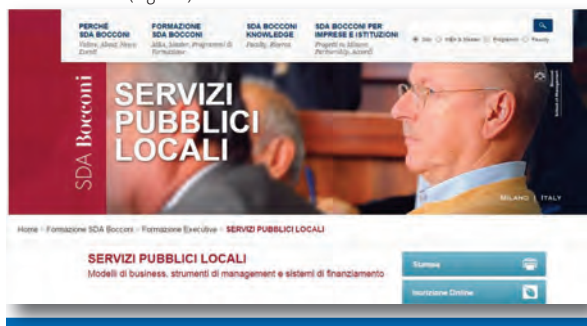 PERCHÉ
SDA BOCCONI
FORMAZIONE
SDA BOCCONI
SDA BOCCONI
KNOWLEDGE
Faculty, Ricerca
SDA BOCCONI PER
IMPRESE E ISTITUZIONI
SDA Bocconi
SERVIZI
PUBBLICI
LOCALI
MILANO | ITALY
Home > Formazione SDA Bocconi > Formazione Executive > SERVIZI PUBBLICI LOCALI
SERVIZI PUBBLICI LOCALI
Modelli di business, strumenti di management e sistemi di finanziamento
Stampa
Iscrizione Online